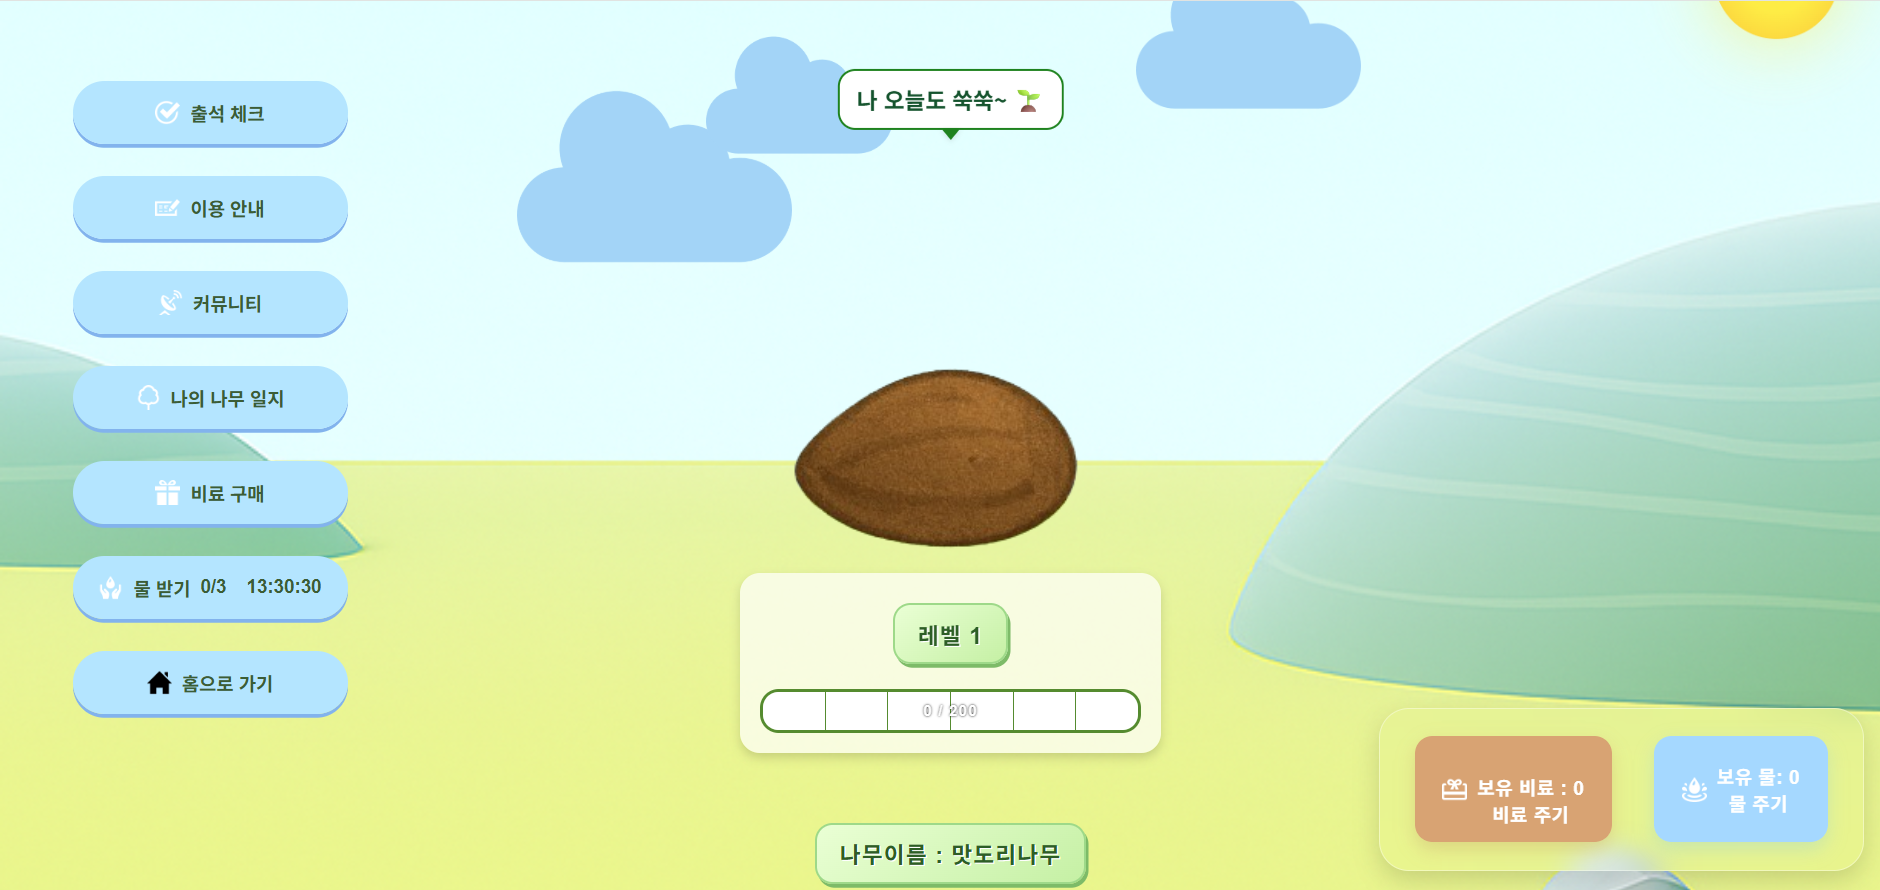 나 오늘도 쑥쑥~ 🌱
출석 체크
이용 안내
커뮤니티
나의 나무 일지
비료 구매
물 받기 0/3 13:30:30
홈으로 가기
레벨 1
0 / 200
나무이름 : 맛도리나무
보유 비료 : 0
비료 주기
보유 물: 0
물 주기